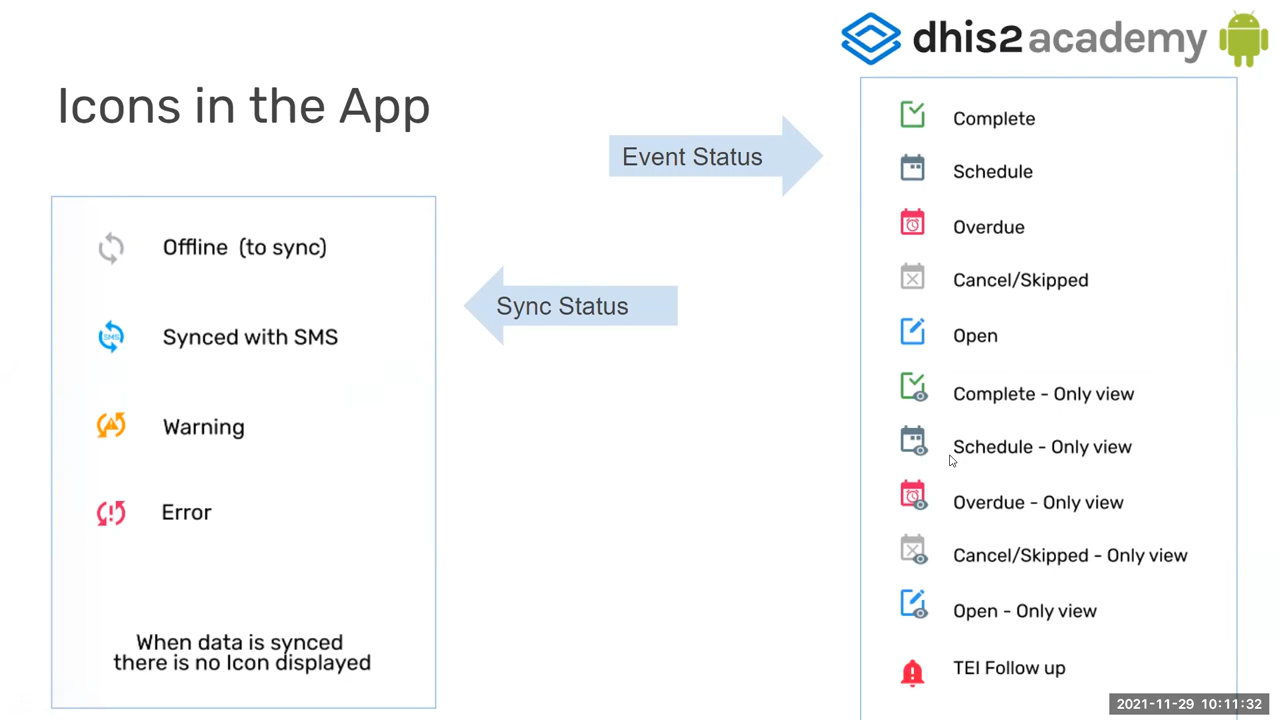 dhis2 academy
Icons in the App
Event Status
Sync Status
Offline (to sync)
SMS
Synced with SMS
Warning
Error
When data is synced
there is no Icon displayed
Complete
Schedule
Overdue
Cancel/Skipped
Open
Complete - Only view
Schedule - Only view
Overdue - Only view
Cancel/Skipped - Only view
Open - Only view
TEI Follow up
2021-11-29 10:11:32